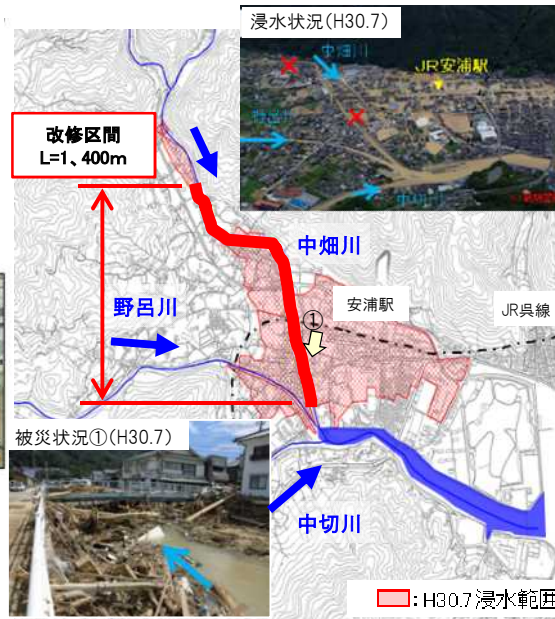 浸水状況(H30.7)
中畑川
JR安浦駅
野呂川
中切川
改修区間
L=1、400m
中畑川
野呂川
安浦駅
JR呉線
①
被災状況①(H30.7)
中切川
:H30.7浸水範囲